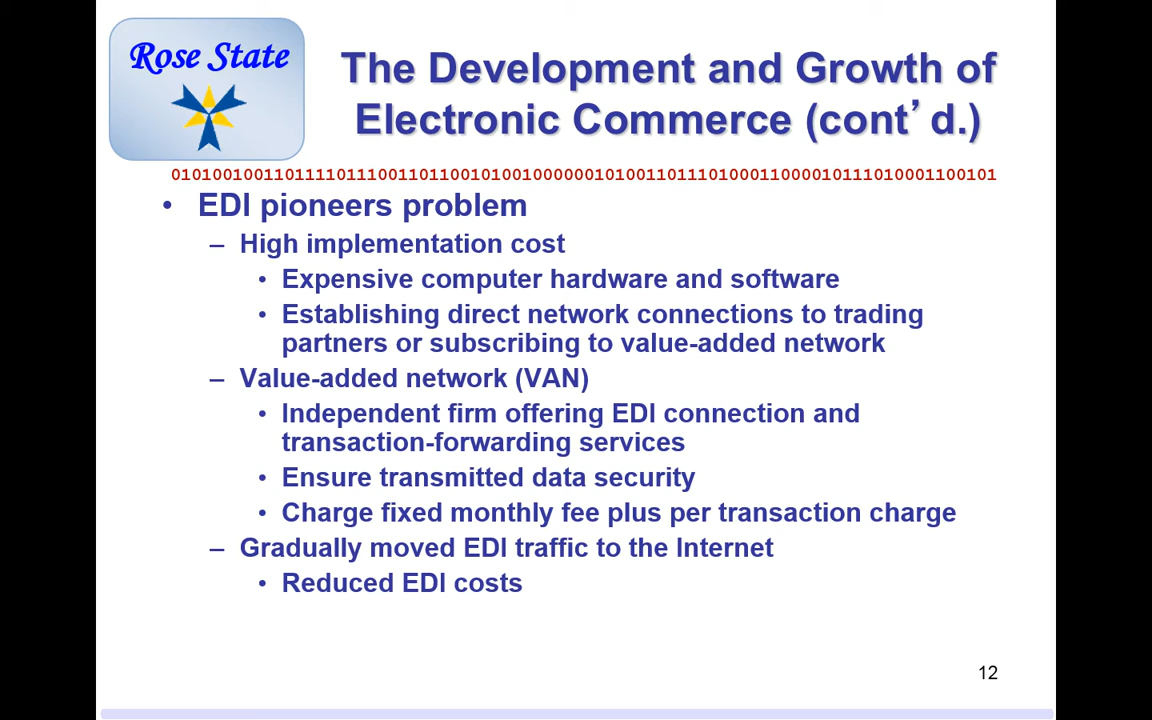 Rose State
The Development and Growth of
Electronic Commerce (cont’d.)
01010010011011110111001101100101001000000101001101110100011000010111010001100101
• EDI pioneers problem
– High implementation cost
• Expensive computer hardware and software
• Establishing direct network connections to trading
partners or subscribing to value-added network
– Value-added network (VAN)
• Independent firm offering EDI connection and
transaction-forwarding services
• Ensure transmitted data security
• Charge fixed monthly fee plus per transaction charge
– Gradually moved EDI traffic to the Internet
• Reduced EDI costs
12